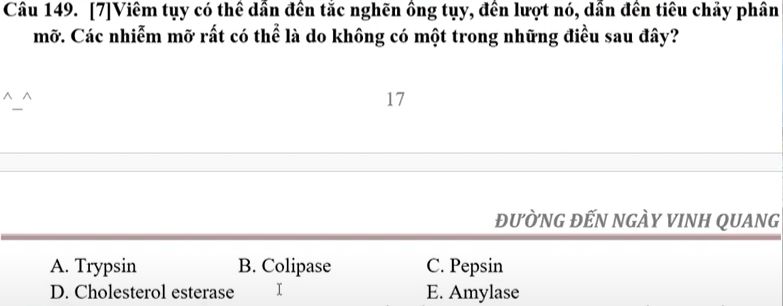 Câu 149. [7]Viêm tụy có thể dẫn đến tắc nghẽn ống tụy, đến lượt nó, dẫn đến tiêu chảy phân
mỡ. Các nhiễm mỡ rất có thể là do không có một trong những điều sau đây?
^_^
17
ĐƯỜNG ĐẾN NGÀY VINH QUANG
A. Trypsin B. Colipase C. Pepsin
D. Cholesterol esterase E. Amylase